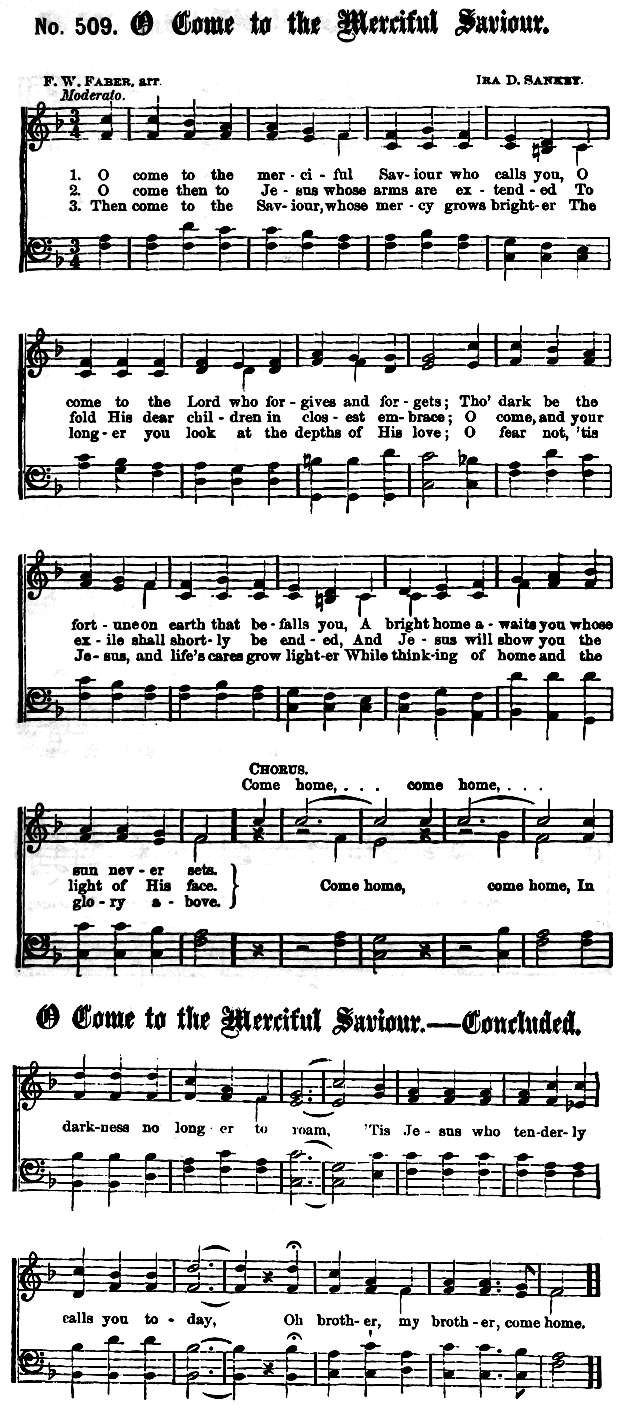 No. 509. O Come to the Merciful Saviour.
F. W. FABER, arr. IRA D. SANKEY.
Moderato.
1. O come to the mer - ci - ful Sav - iour who calls you, O
2. O come then to Je - sus whose arms are ex - tend - ed To
3. Then come to the Sav - iour, whose mer - cy grows bright - er The
come to the Lord who for - gives and for - gets; Tho' dark be the
fold His dear chil - dren in clos - est em - brace; O come, and your
long - er you look at the depths of His love; O fear not, 'tis
fort - une on earth that be - falls you, A bright home a - waits you whose
ex - ile shall short - ly be end - ed, And Je - sus will show you the
Je - sus, and life's cares grow light - er While think - ing of home and the
CHORUS.
Come home, . . . come home, . . .
sun nev - er sets.
light of His face. Come home, come home, In
glo - ry a - bove.
O Come to the Merciful Saviour.—Concluded.
dark - ness no long - er to roam, 'Tis Je - sus who ten - der - ly
calls you to - day, Oh broth - er, my broth - er, come home.